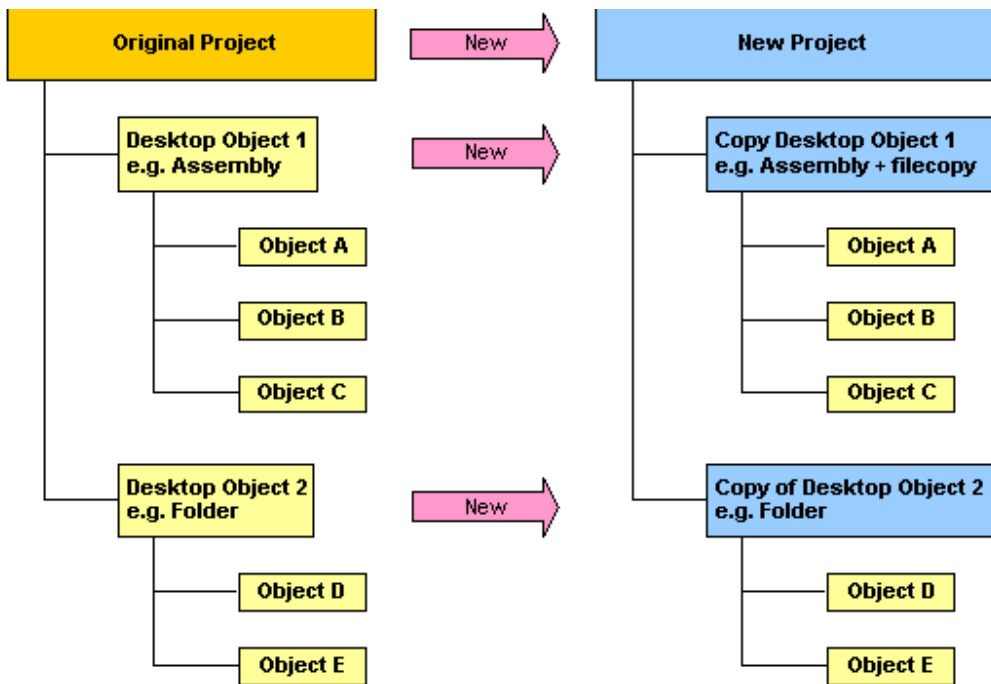 Original Project
New
New Project
Desktop Object 1
e.g. Assembly
New
Copy Desktop Object 1
e.g. Assembly + filecopy
Object A
Object A
Object B
Object B
Object C
Object C
Desktop Object 2
e.g. Folder
New
Copy of Desktop Object 2
e.g. Folder
Object D
Object D
Object E
Object E